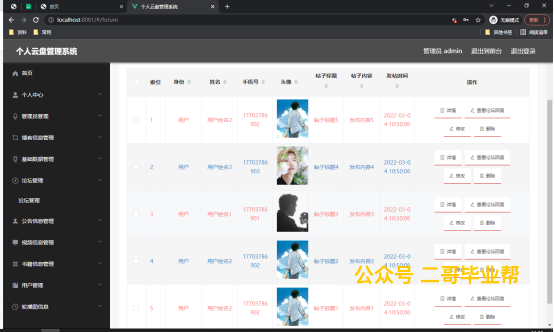 首页
个人云盘管理系统
localhost:8081/#/forum
无痕模式
更新
资料
常用
其他书签
阅读清单
个人云盘管理系统
管理员 admin
退出到前台
退出登录
首页
个人中心
管理员管理
博客信息管理
基础数据管理
论坛管理
论坛管理
公告信息管理
视频信息管理
书籍信息管理
用户管理
轮播图信息
索引 身份 姓名 手机号 头像 帖子标题 帖子内容 发帖时间 操作
1 用户 用户姓名2 17703786902 帖子标题5 发布内容5 2022-03-04 10:50:06 详情 查看论坛回复 修改 删除
2 用户 用户姓名3 17703786903 帖子标题4 发布内容4 2022-03-04 10:50:06 详情 查看论坛回复 修改 删除
3 用户 用户姓名1 17703786901 帖子标题3 发布内容3 2022-03-04 10:50:06 详情 查看论坛回复 修改 删除
4 用户 用户姓名2 17703786902 帖子标题2 发布内容2 2022-03-04 10:50:06 详情 查看论坛回复 修改 删除
5 用户 用户姓名2 17703786902 帖子标题1 发布内容1 2022-03-04 10:50:06 详情 查看论坛回复 修改 删除
公众号 二哥毕业帮